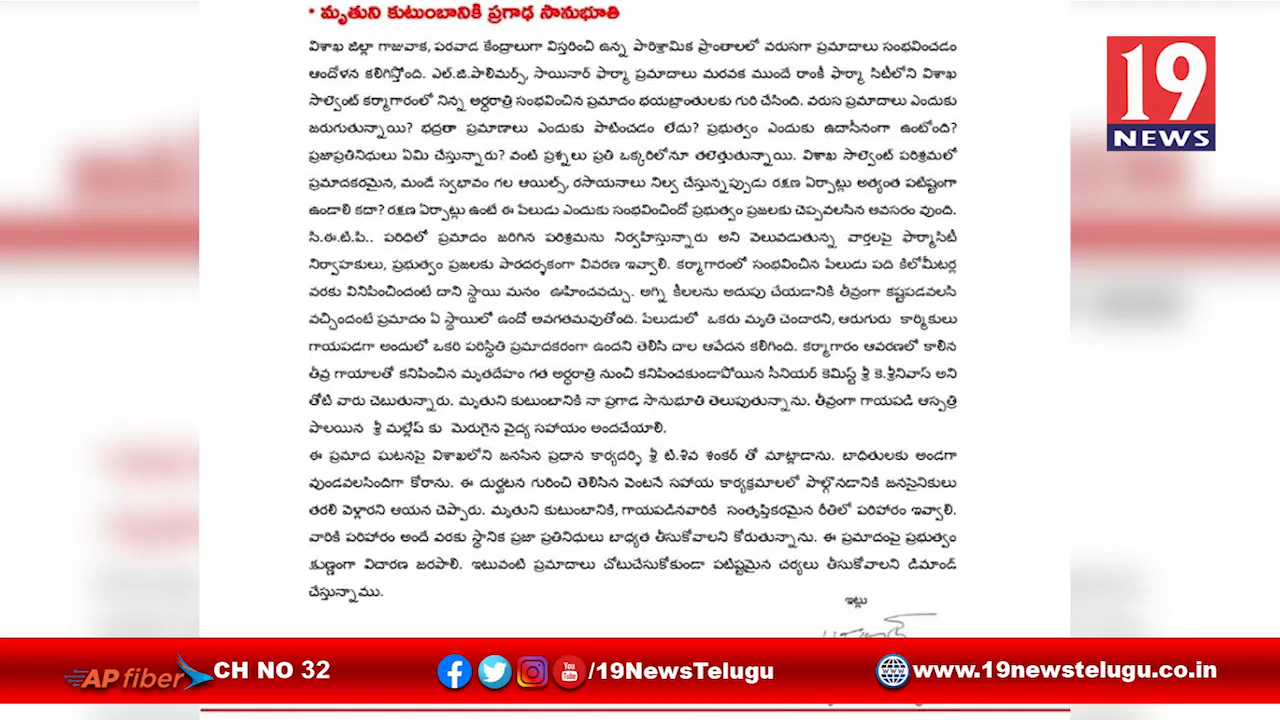 • మృతుని కుటుంబానికి ప్రగాఢ సానుభూతి
విశాఖ జిల్లా గాజువాక, పరవాడ కేంద్రాలుగా విస్తరించి ఉన్న పారిశ్రామిక ప్రాంతాలలో వరుసగా ప్రమాదాలు సంభవించడం
ఆందోళన కలిగిస్తోంది. ఎల్.జి.పాలిమర్స్, సాయినార్ ఫార్మా ప్రమాదాలు మరవక ముందే రాంకీ ఫార్మా సిటీలోని విశాఖ
సాల్వెంట్ కర్మాగారంలో నిన్న అర్ధరాత్రి సంభవించిన ప్రమాదం భయభ్రాంతులకు గురి చేసింది. వరుస ప్రమాదాలు ఎందుకు
జరుగుతున్నాయి? భద్రతా ప్రమాణాలు ఎందుకు పాటించడం లేదు? ప్రభుత్వం ఎందుకు ఉదాసీనంగా ఉంటోంది?
ప్రజాప్రతినిధులు ఏమి చేస్తున్నారు? వంటి ప్రశ్నలు ప్రతి ఒక్కరిలోనూ తలెత్తుతున్నాయి. విశాఖ సాల్వెంట్ పరిశ్రమలో
ప్రమాదకరమైన, మండే స్వభావం గల ఆయిల్స్, రసాయనాలు నిల్వ చేస్తున్నప్పుడు రక్షణ ఏర్పాట్లు అత్యంత పటిష్టంగా
ఉండాలి కదా? రక్షణ ఏర్పాట్లు ఉంటే ఈ పేలుడు ఎందుకు సంభవించిందో ప్రభుత్వం ప్రజలకు చెప్పవలసిన అవసరం వుంది.
సి.ఈ.టి.పి.. పరిధిలో ప్రమాదం జరిగిన పరిశ్రమను నిర్వహిస్తున్నారు అని వెలువడుతున్న వార్తలపై ఫార్మాసిటీ
నిర్వాహకులు, ప్రభుత్వం ప్రజలకు పారదర్శకంగా వివరణ ఇవ్వాలి. కర్మాగారంలో సంభవించిన పేలుడు పది కిలోమీటర్ల
వరకు వినిపించిందంటే దాని స్థాయి మనం ఊహించవచ్చు. అగ్ని కీలలను అదుపు చేయడానికి తీవ్రంగా కష్టపడవలసి
వచ్చిందంటే ప్రమాదం ఏ స్థాయిలో ఉందో అవగతమవుతోంది. పేలుడులో ఒకరు మృతి చెందారని, ఆరుగురు కార్మికులు
గాయపడగా అందులో ఒకరి పరిస్థితి ప్రమాదకరంగా ఉందని తెలిసి చాల ఆవేదన కలిగింది. కర్మాగారం ఆవరణలో కాలిన
తీవ్ర గాయాలతో కనిపించిన మృతదేహం గత అర్ధరాత్రి నుంచి కనిపించకుండాపోయిన సీనియర్ కెమిస్ట్ శ్రీ కె.శ్రీనివాస్ అని
తోటి వారు చెబుతున్నారు. మృతుని కుటుంబానికి నా ప్రగాడ సానుభూతి తెలుపుతున్నాను. తీవ్రంగా గాయపడి ఆస్పత్రి
పాలయిన శ్రీ మల్లేష్ కు మెరుగైన వైద్య సహాయం అందచేయాలి.
ఈ ప్రమాద ఘటనపై విశాఖలోని జనసేన ప్రధాన కార్యదర్శి శ్రీ టి.శివ శంకర్ తో మాట్లాడాను. బాధితులకు అండగా
వుండవలసిందిగా కోరాను. ఈ దుర్ఘటన గురించి తెలిసిన వెంటనే సహాయ కార్యక్రమాలలో పాల్గొనడానికి జనసైనికులు
తరలి వెళ్లారని ఆయన చెప్పారు. మృతుని కుటుంబానికి, గాయపడినవారికి సంతృప్తికరమైన రీతిలో పరిహారం ఇవ్వాలి.
వారికి పరిహారం అందే వరకు స్థానిక ప్రజా ప్రతినిధులు బాధ్యత తీసుకోవాలని కోరుతున్నాను. ఈ ప్రమాదంపై ప్రభుత్వం
క్షుణ్ణంగా విచారణ జరపాలి. ఇటువంటి ప్రమాదాలు చోటుచేసుకోకుండా పటిష్టమైన చర్యలు తీసుకోవాలని డిమాండ్
చేస్తున్నాము.
ఇట్లు
19
NEWS
AP fiber CH NO 32
You Tube /19NewsTelugu
www.19newstelugu.co.in